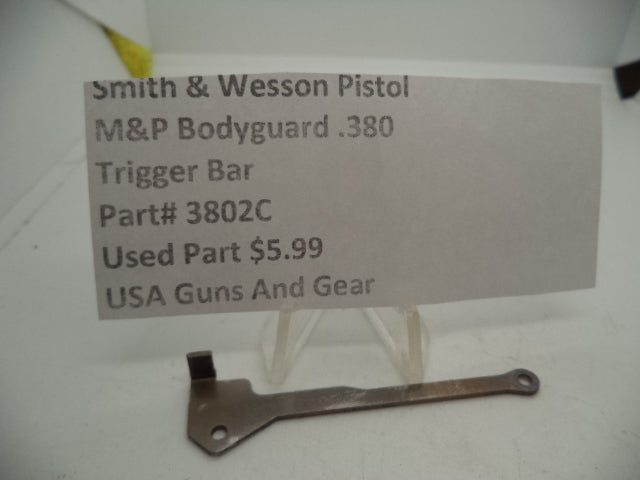 Smith & Wesson Pistol
M&P Bodyguard .380
Trigger Bar
Part# 3802C
Used Part $5.99
USA Guns And Gear